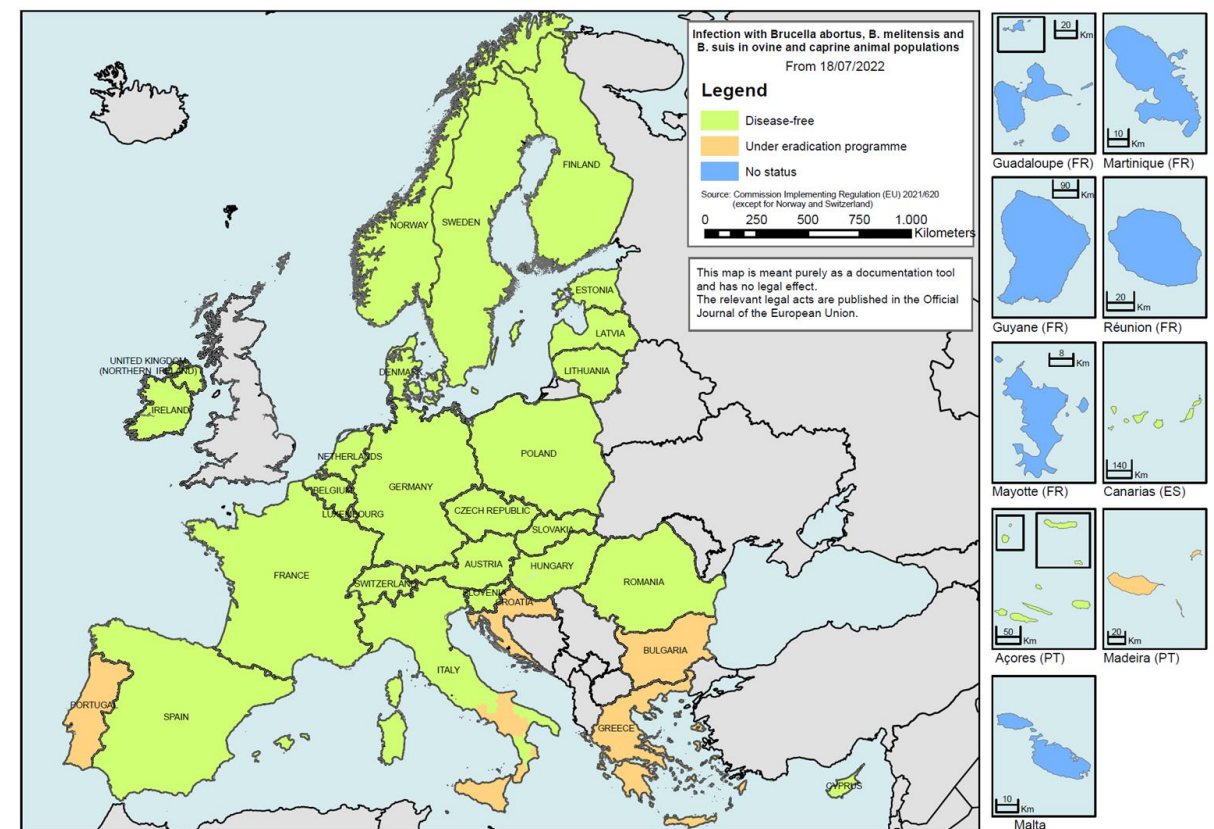 Infection with Brucella abortus, B. melitensis and
B. suis in ovine and caprine animal populations
From 18/07/2022
Legend
Disease-free
Under eradication programme
No status
Source: Commission Implementing Regulation (EU) 2021/620
(except for Norway and Switzerland)
0 250 500 750 1.000
Kilometers
This map is meant purely as a documentation tool
and has no legal effect.
The relevant legal acts are published in the Official
Journal of the European Union.
FINLAND
NORWAY
SWEDEN
ESTONIA
LATVIA
LITHUANIA
DENMARK
UNITED KINGDOM
(NORTHERN IRELAND)
IRELAND
NETHERLANDS
BELGIUM
LUXEMBOURG
GERMANY
POLAND
CZECH REPUBLIC
SLOVAKIA
AUSTRIA
HUNGARY
ROMANIA
FRANCE
SWITZERLAND
SLOVENIA
CROATIA
BULGARIA
ITALY
PORTUGAL
SPAIN
GREECE
CYPRUS
20
Km
Guadaloupe (FR)
10
Km
Martinique (FR)
90
Km
Guyane (FR)
20
Km
Réunion (FR)
8
Km
Mayotte (FR)
140
Km
Canarias (ES)
50
Km
Açores (PT)
20
Km
Madeira (PT)
10
Km
Malta